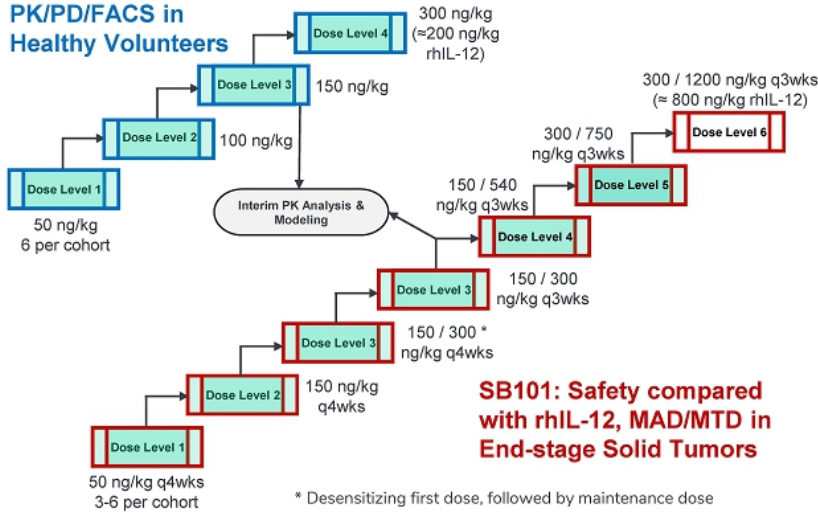 PK/PD/FACS in
Healthy Volunteers
Dose Level 4
300 ng/kg
(≈200 ng/kg
rhIL-12)
Dose Level 3
150 ng/kg
Dose Level 2
100 ng/kg
Dose Level 1
50 ng/kg
6 per cohort
Interim PK Analysis &
Modeling
300 / 1200 ng/kg q3wks
(≈ 800 ng/kg rhIL-12)
Dose Level 6
300 / 750
ng/kg q3wks
Dose Level 5
150 / 540
ng/kg q3wks
Dose Level 4
Dose Level 3
150 / 300
ng/kg q3wks
Dose Level 3
150 / 300 *
ng/kg q4wks
Dose Level 2
150 ng/kg
q4wks
Dose Level 1
50 ng/kg q4wks
3-6 per cohort
SB101: Safety compared
with rhIL-12, MAD/MTD in
End-stage Solid Tumors
* Desensitizing first dose, followed by maintenance dose